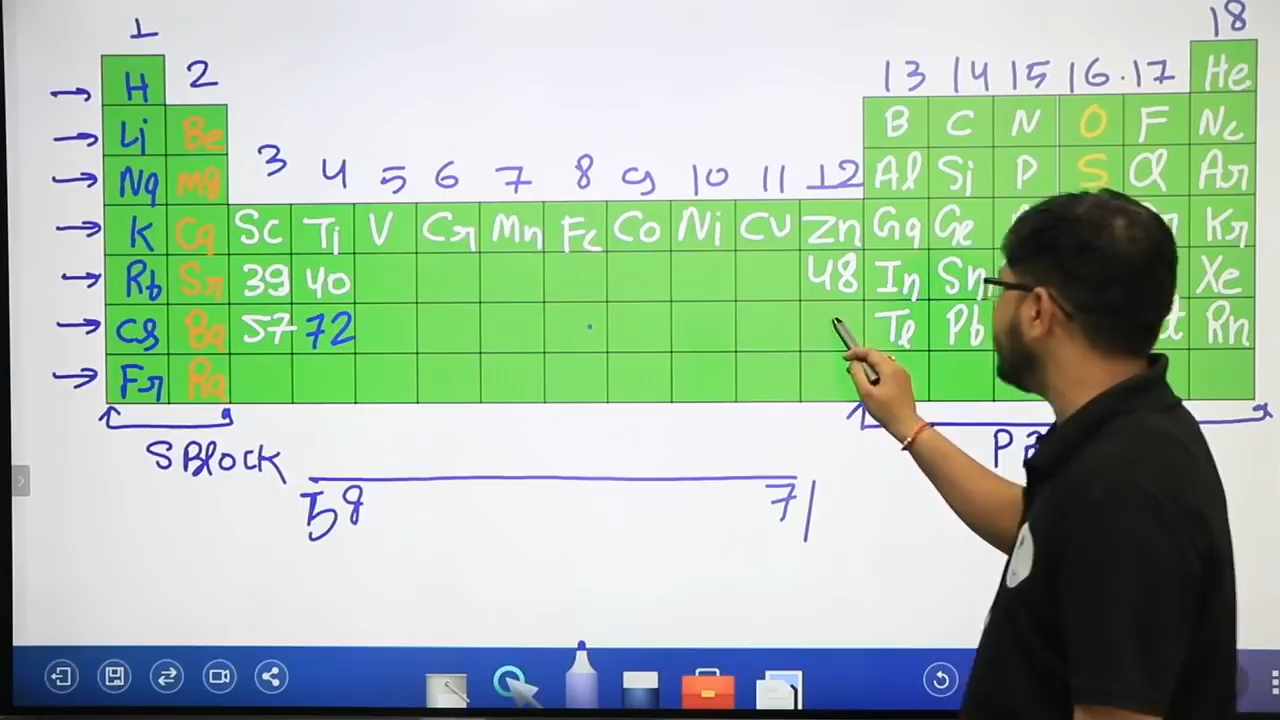 1 18
H 2 13 14 15 16 17 He
Li Be B C N O F Ne
Na Mg 3 4 5 6 7 8 9 10 11 12 Al Si P S Cl Ar
K Ca Sc Ti V Cr Mn Fe Co Ni Cu Zn Ga Ge Kr
Rb Sr 39 40 48 In Sn Xe
Cs Ba 57 72 Tl Pb Rn
Fr Ra
S Block P
58 71